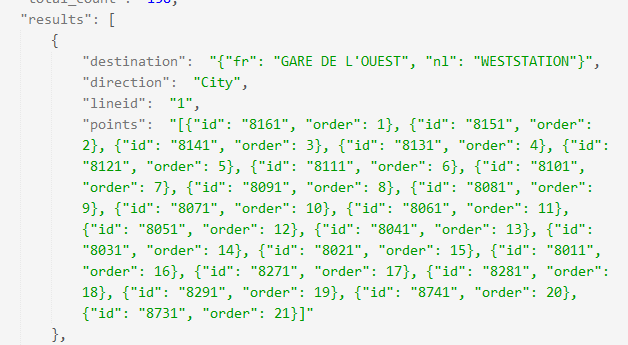 "results": [
{
"destination": "{"fr": "GARE DE L'OUEST", "nl": "WESTSTATION"}",
"direction": "City",
"lineid": "1",
"points": "[{"id": "8161", "order": 1}, {"id": "8151", "order":
2}, {"id": "8141", "order": 3}, {"id": "8131", "order": 4}, {"id":
"8121", "order": 5}, {"id": "8111", "order": 6}, {"id": "8101",
"order": 7}, {"id": "8091", "order": 8}, {"id": "8081", "order":
9}, {"id": "8071", "order": 10}, {"id": "8061", "order": 11},
{"id": "8051", "order": 12}, {"id": "8041", "order": 13}, {"id":
"8031", "order": 14}, {"id": "8021", "order": 15}, {"id": "8011",
"order": 16}, {"id": "8271", "order": 17}, {"id": "8281", "order":
18}, {"id": "8291", "order": 19}, {"id": "8741", "order": 20},
{"id": "8731", "order": 21}]"
},